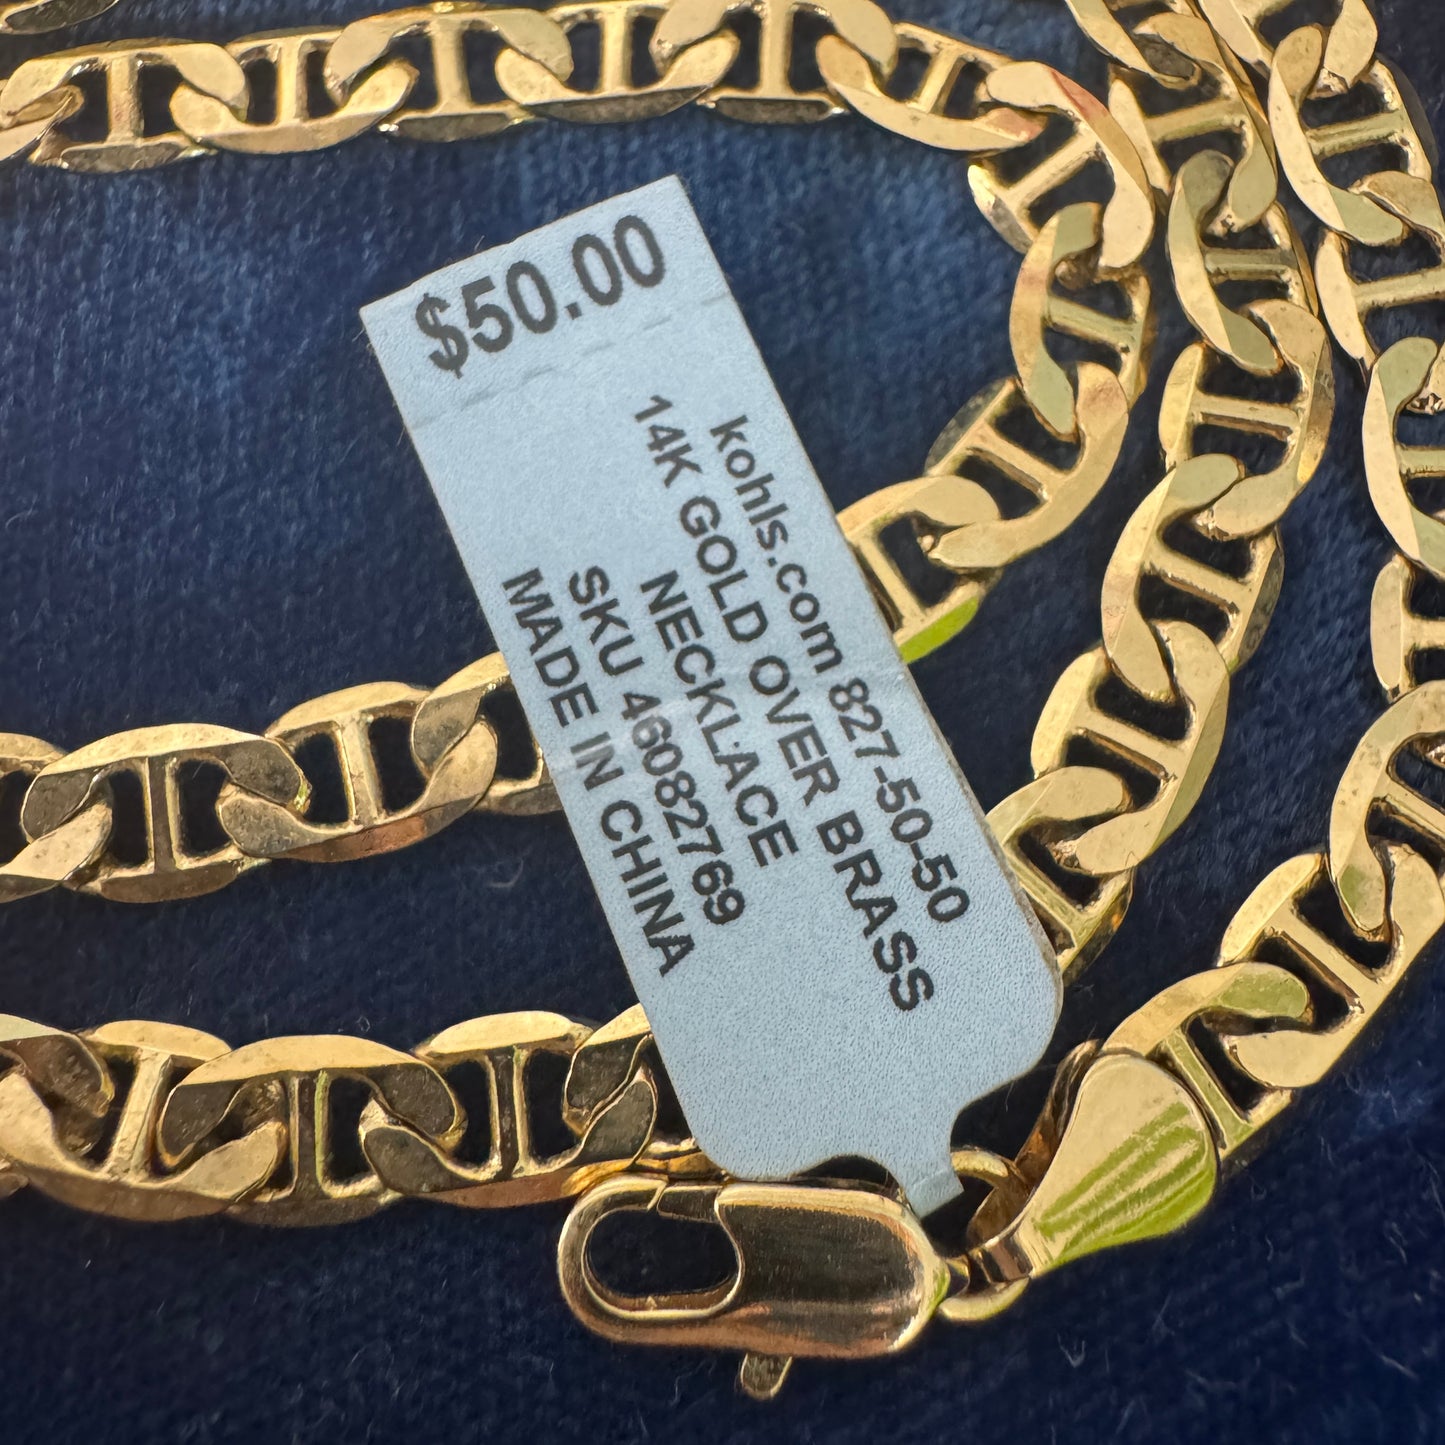 $50.00
kohls.com 827-50-50
14K GOLD OVER BRASS
NECKLACE
SKU 46082769
MADE IN CHINA